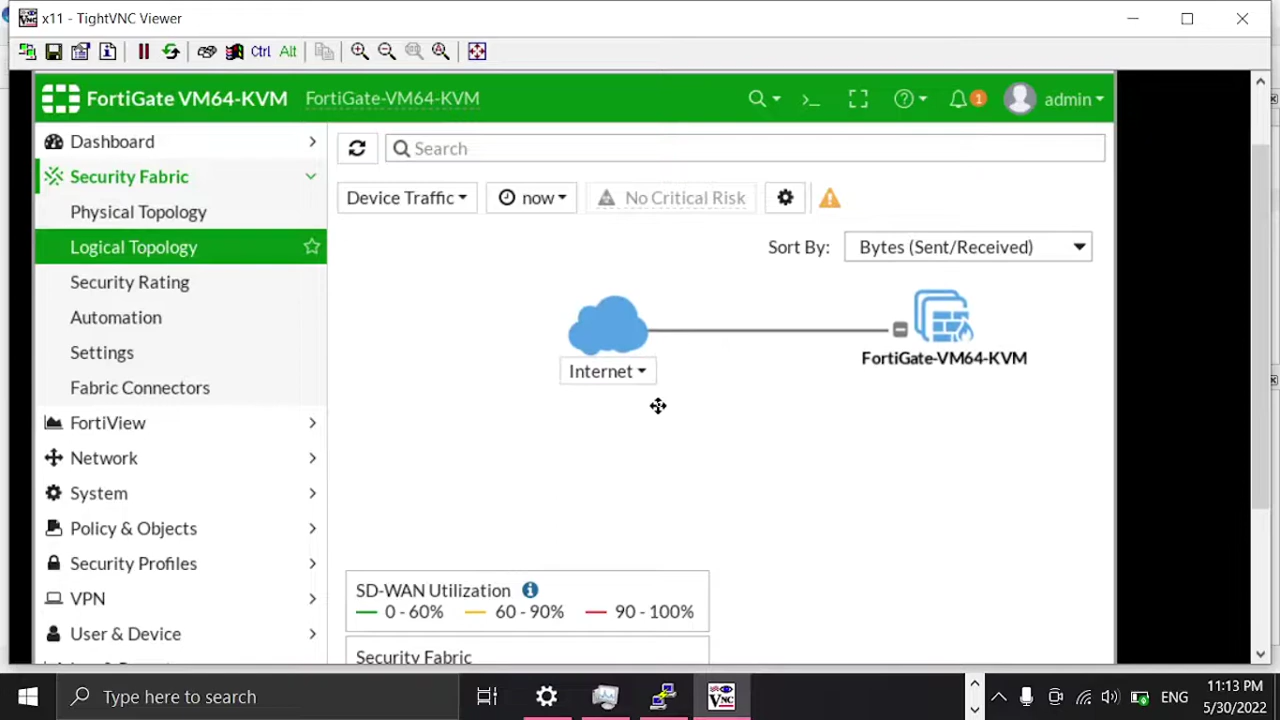 x11 - TightVNC Viewer
Ctrl Alt
FortiGate VM64-KVM FortiGate-VM64-KVM
1 admin
Dashboard
Search
Security Fabric
Device Traffic now No Critical Risk
Physical Topology
Logical Topology
Sort By: Bytes (Sent/Received)
Security Rating
Automation
Settings
FortiGate-VM64-KVM
Internet
Fabric Connectors
FortiView
Network
System
Policy & Objects
Security Profiles
SD-WAN Utilization
VPN
0 - 60% 60 - 90% 90 - 100%
User & Device
Security Fabric
Type here to search
ENG
11:13 PM
5/30/2022